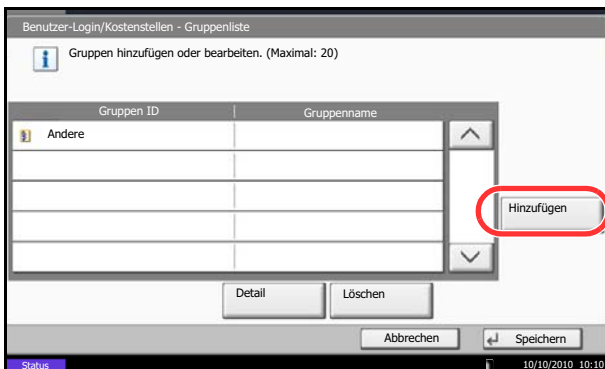 Benutzer-Login/Kostenstellen - Gruppenliste
Gruppen hinzufügen oder bearbeiten. (Maximal: 20)
Gruppen ID
Gruppenname
Andere
Hinzufügen
Detail
Löschen
Abbrechen
Speichern
Status
10/10/2010 10:10